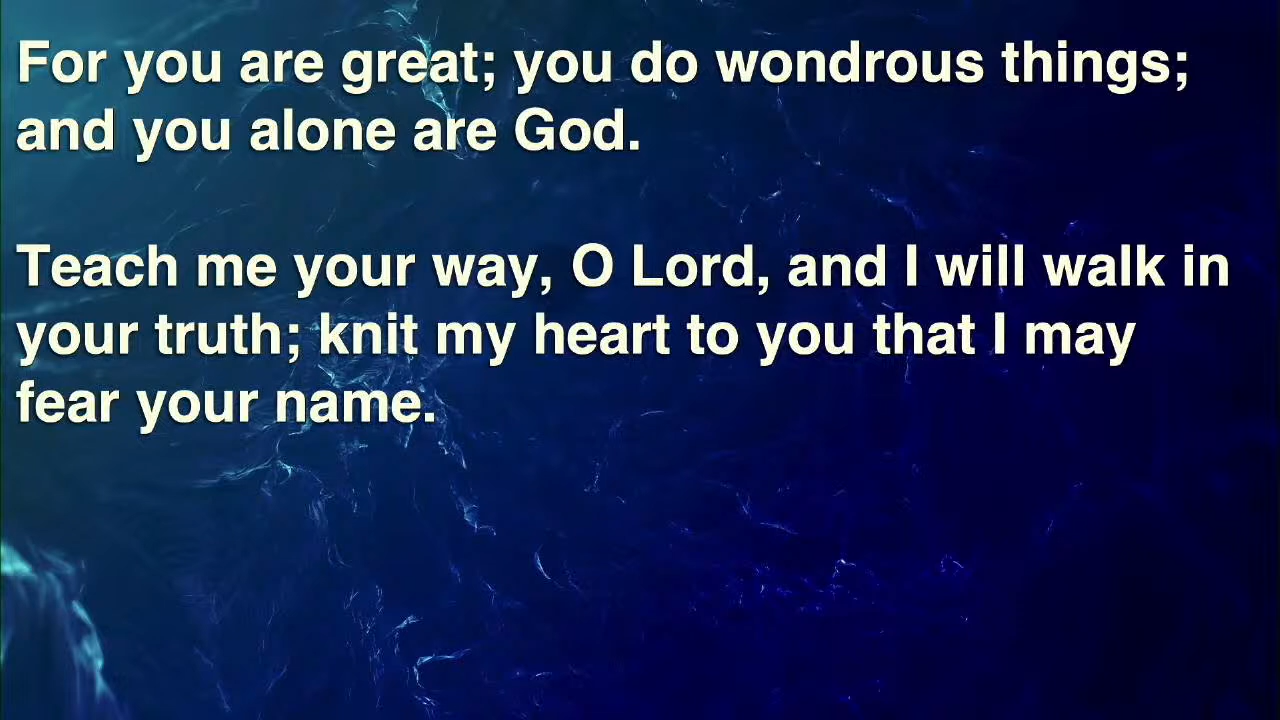 For you are great; you do wondrous things;
and you alone are God.
Teach me your way, O Lord, and I will walk in
your truth; knit my heart to you that I may
fear your name.